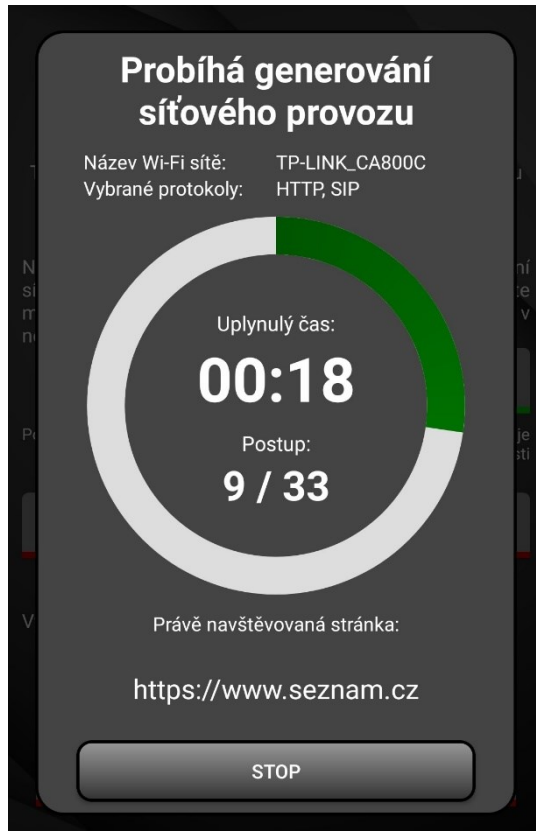 Probíhá generování
síťového provozu
Název Wi-Fi sítě: TP-LINK_CA800C
Vybrané protokoly: HTTP, SIP
Uplynulý čas:
00:18
Postup:
9 / 33
Právě navštěvovaná stránka:
https://www.seznam.cz
STOP